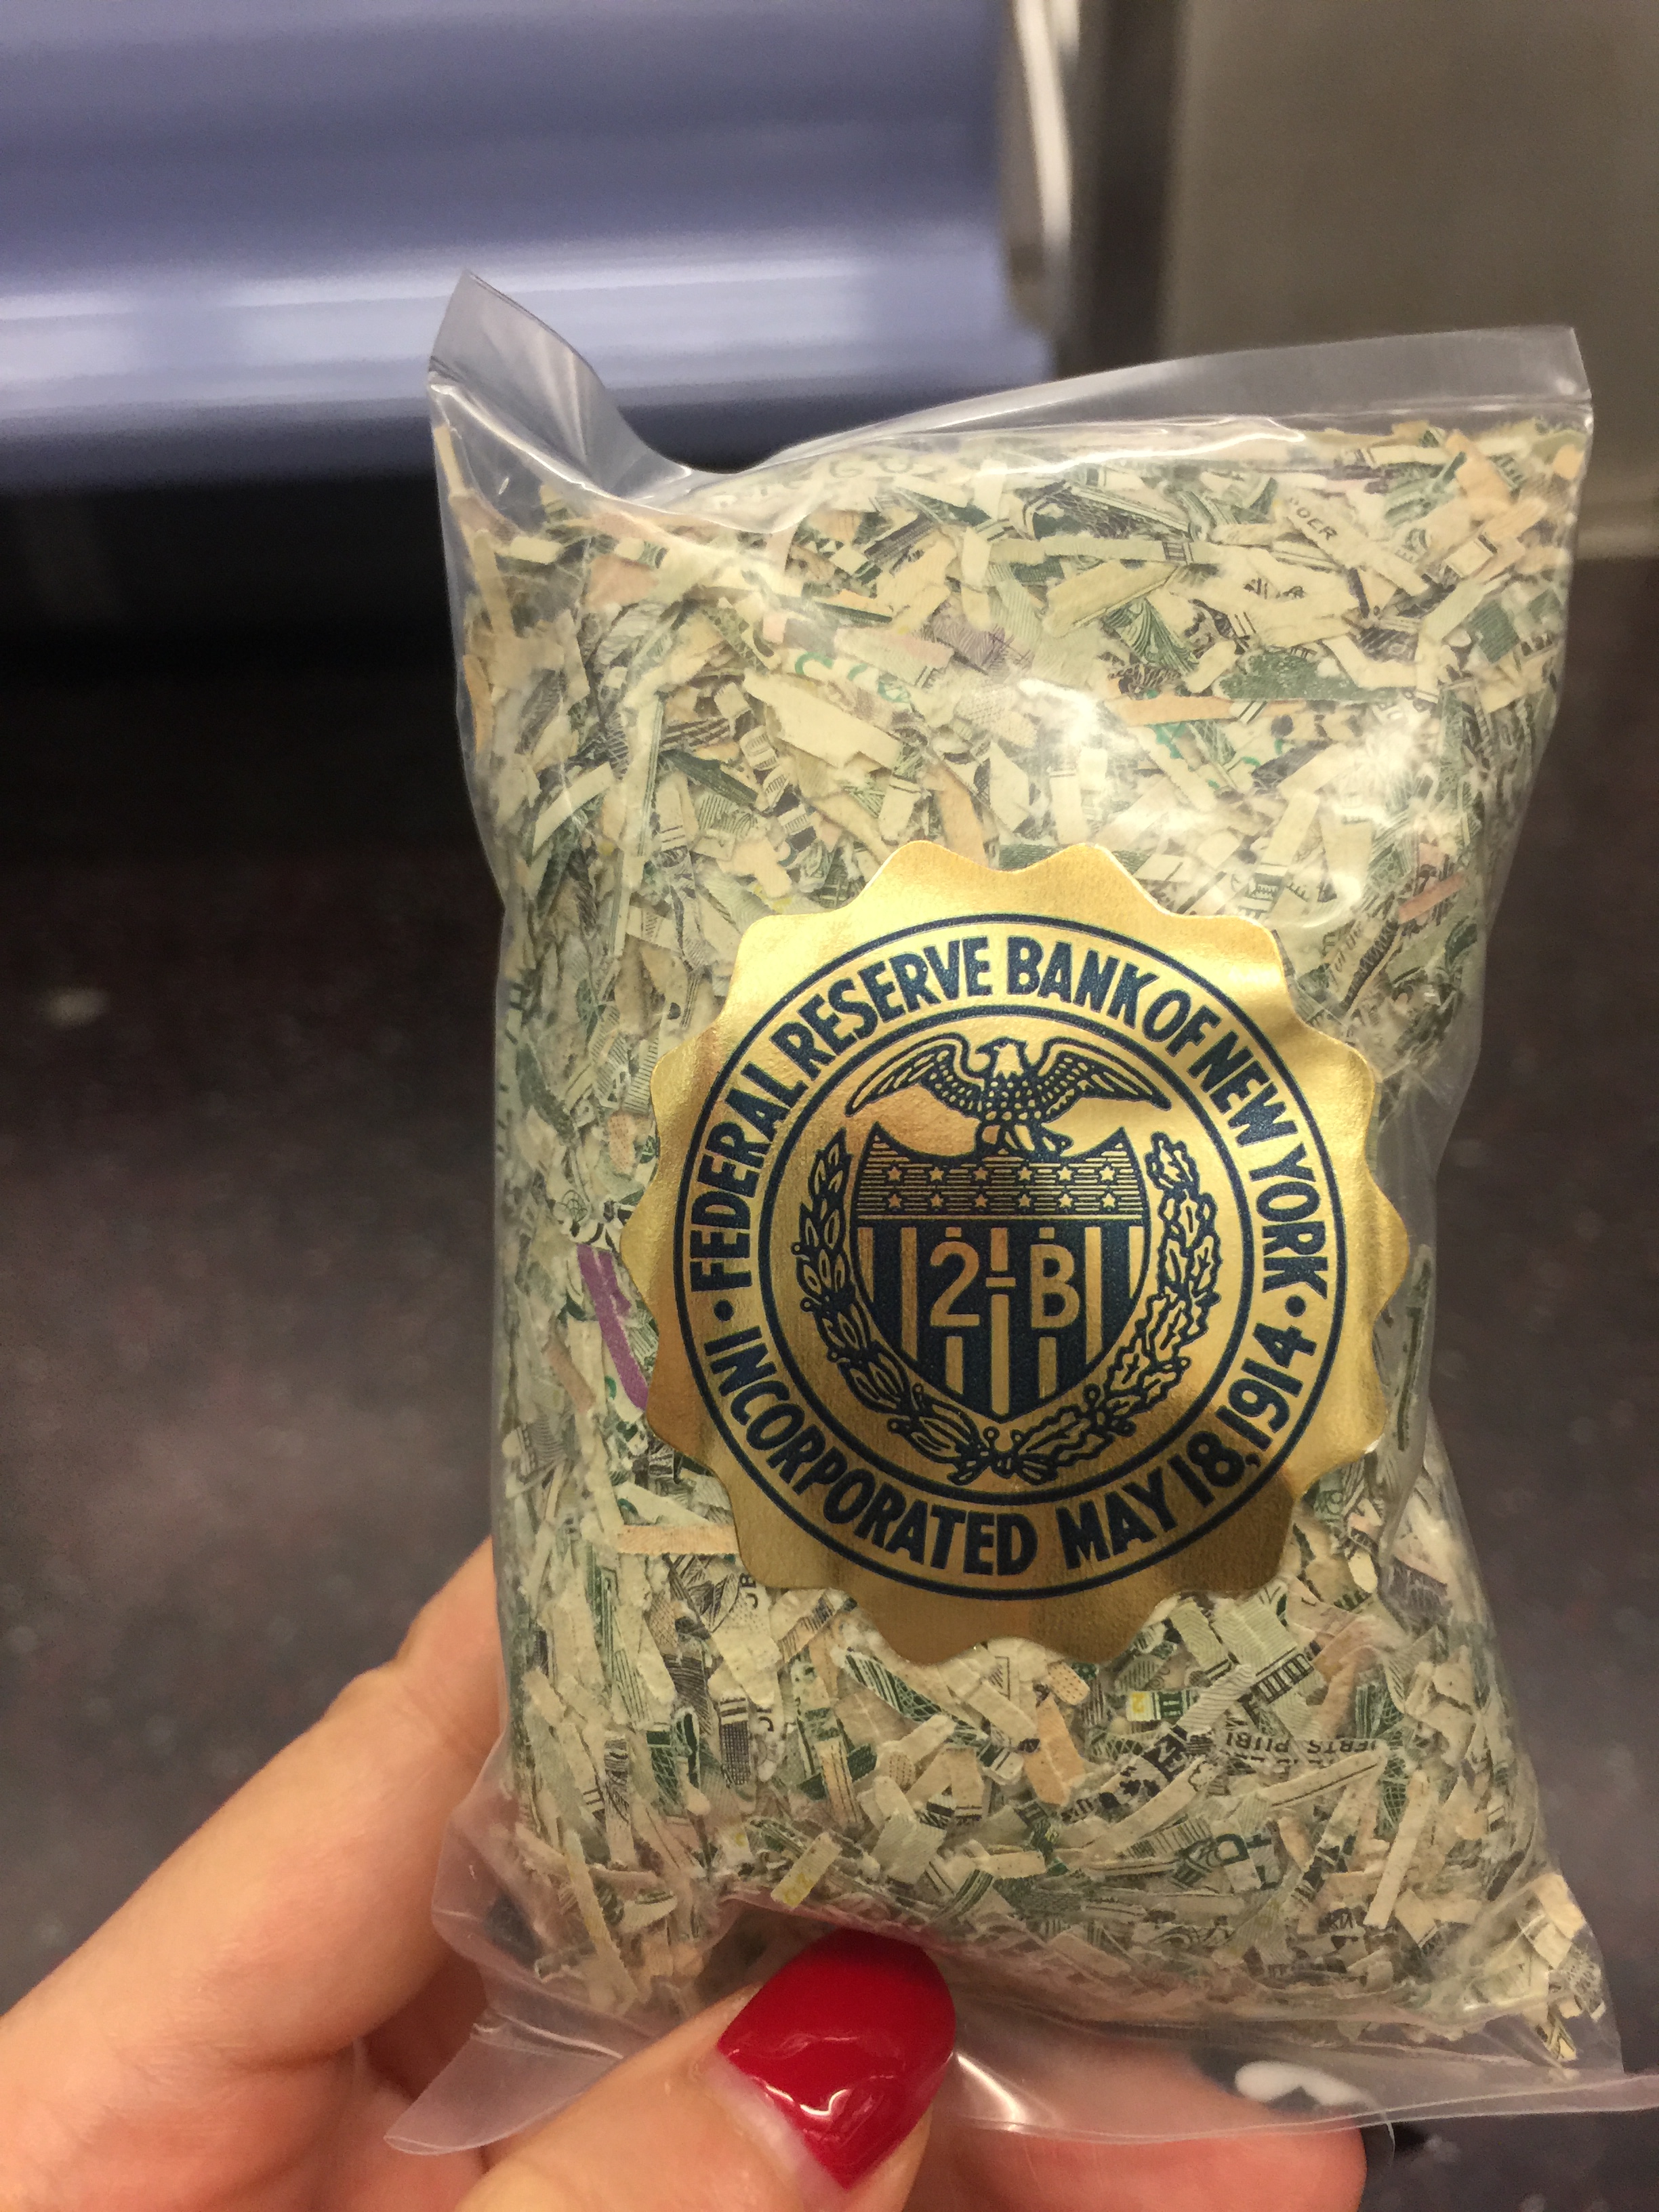 FEDERAL RESERVE BANK OF NEW YORK
2-B
INCORPORATED MAY 18, 1914